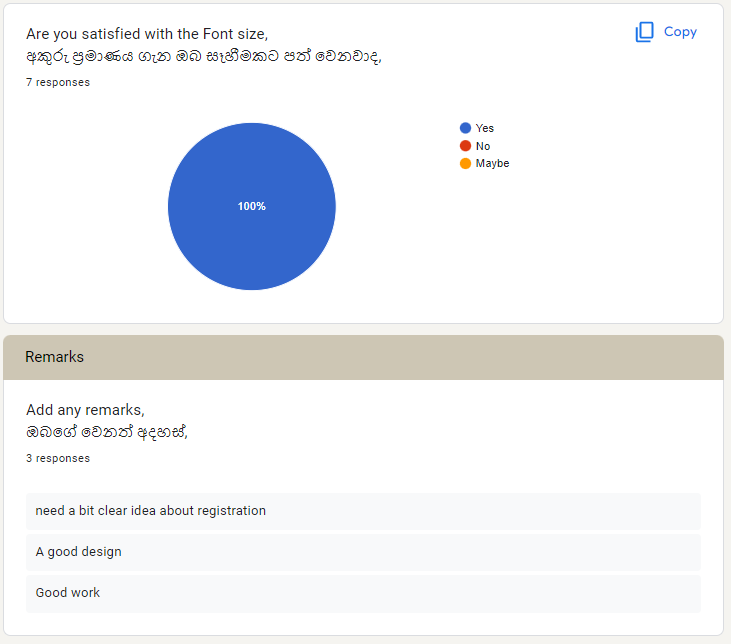 Are you satisfied with the Font size,
Copy
අකුරු ප්‍රමාණය ගැන ඔබ සෑහීමකට පත් වෙනවාද,
7 responses
Yes
No
Maybe
100%
Remarks
Add any remarks,
ඔබගේ වෙනත් අදහස්,
3 responses
need a bit clear idea about registration
A good design
Good work